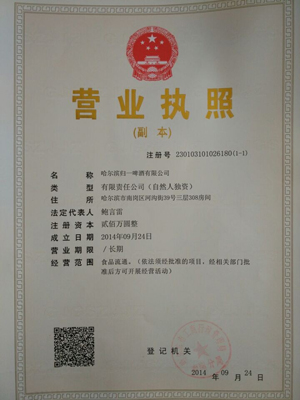 营业执照
(副 本)
注册号 230103101026180(1-1)
名称 哈尔滨归一啤酒有限公司
类型 有限责任公司(自然人独资)
住所 哈尔滨市南岗区河沟街39号三层308房间
法定代表人 鲍言雷
注册资本 贰佰万圆整
成立日期 2014年09月24日
营业期限 /长期
经营范围 食品流通。(依法须经批准的项目,经相关部门批
准后方可开展经营活动)
登记机关
2014 年 09 月 24 日